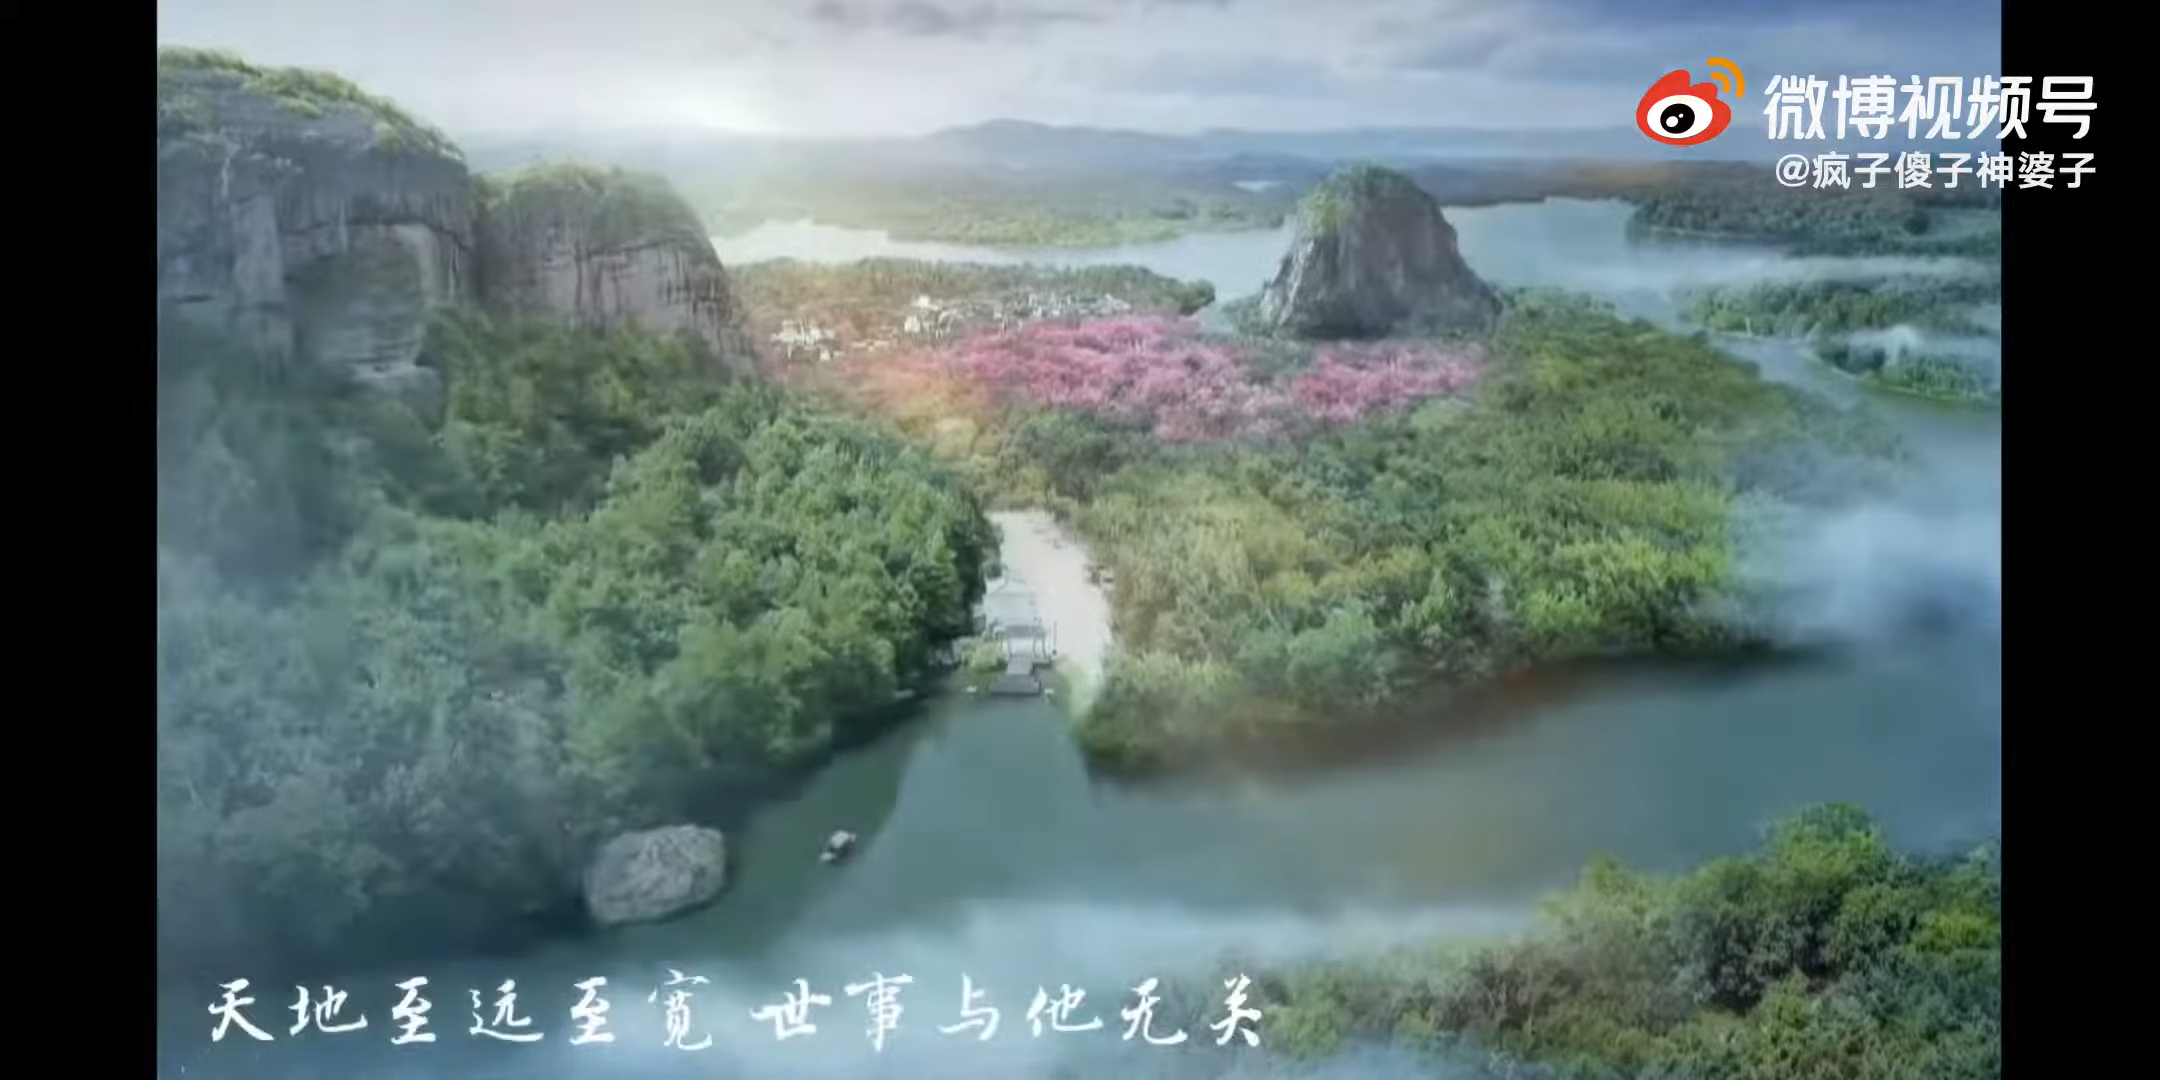 微博视频号
@疯子傻子神婆子
天地至远至宽 世事与他无关